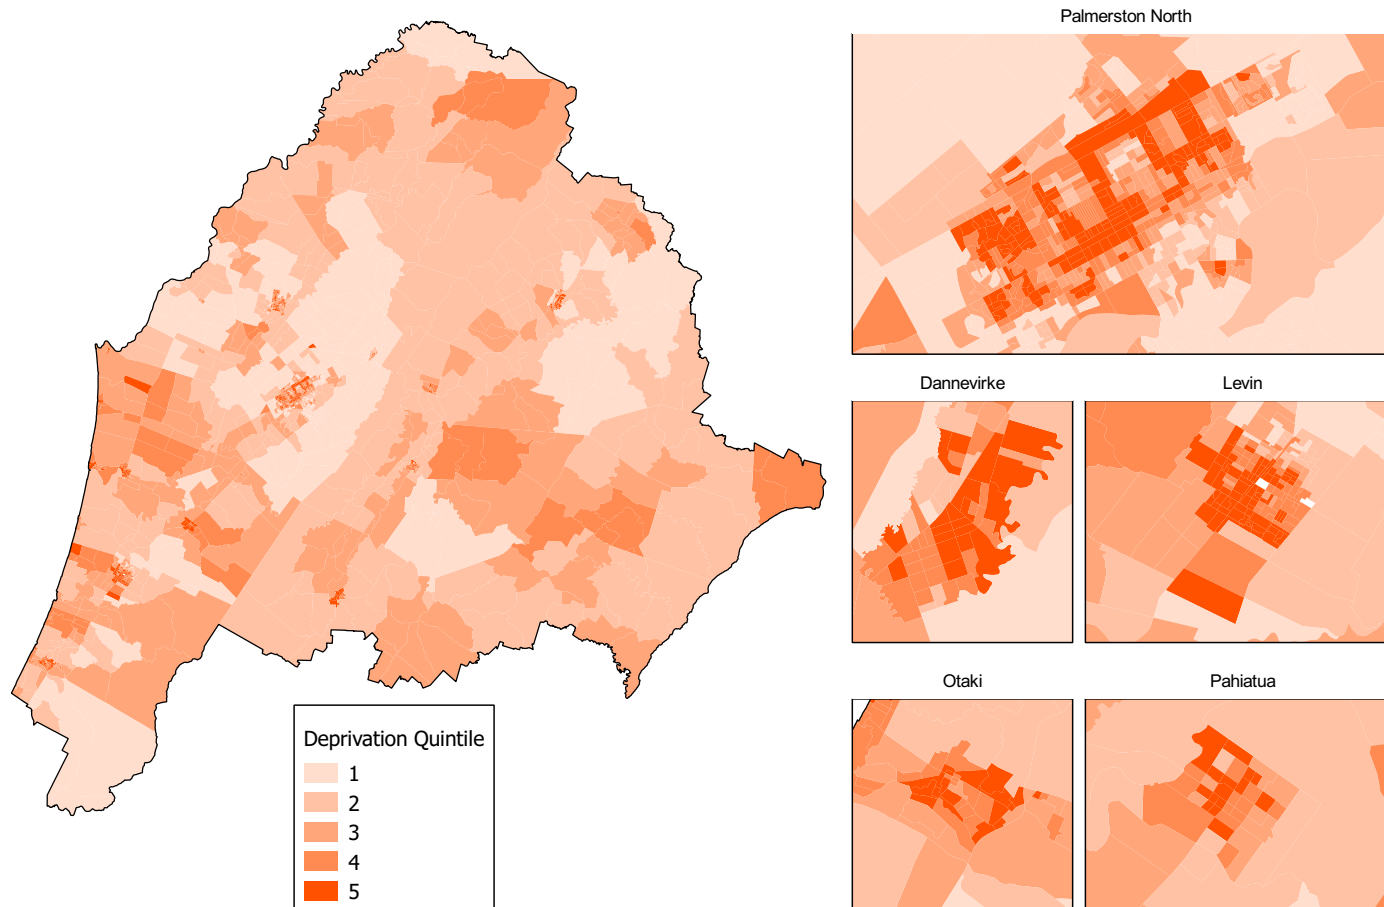 Palmerston North
Dannevirke
Levin
Otaki
Pahiatua
Deprivation Quintile
1
2
3
4
5